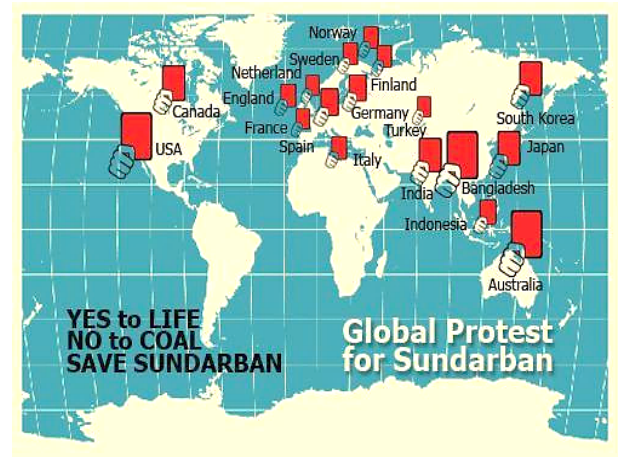 Norway
Sweden
Netherland
Finland
England
Canada
Germany
South Korea
France
Turkey
USA
Spain
Italy
Japan
India
Bangladesh
Indonesia
Australia
YES to LIFE
NO to COAL
SAVE SUNDARBAN
Global Protest
for Sundarban